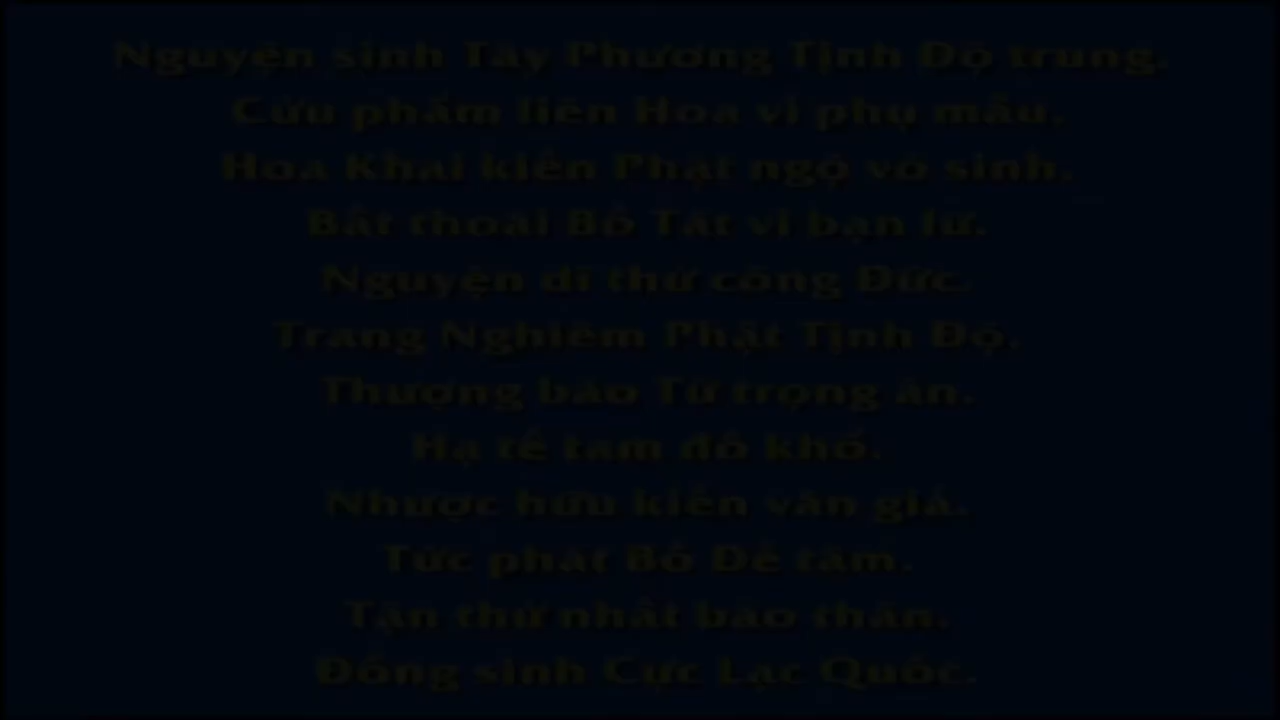 Nguyện sinh Tây Phương Tịnh Độ trung.
Cửu phẩm liên Hoa vi phụ mẫu.
Hoa Khai kiến Phật ngộ vô sinh.
Bất thoái Bồ Tát vi bạn lữ.
Nguyện dĩ thử công Đức.
Trang Nghiêm Phật Tịnh Độ.
Thượng báo Tứ trọng ân.
Hạ tế tam đồ khổ.
Nhược hữu kiến văn giả.
Tức phát Bồ Đề tâm.
Tận thử nhất báo thân.
Đồng sinh Cực Lạc Quốc.